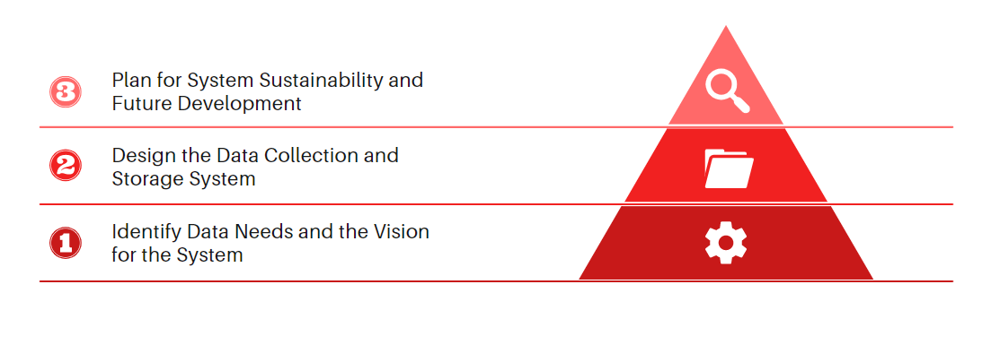 3
Plan for System Sustainability and
Future Development
2
Design the Data Collection and
Storage System
1
Identify Data Needs and the Vision
for the System